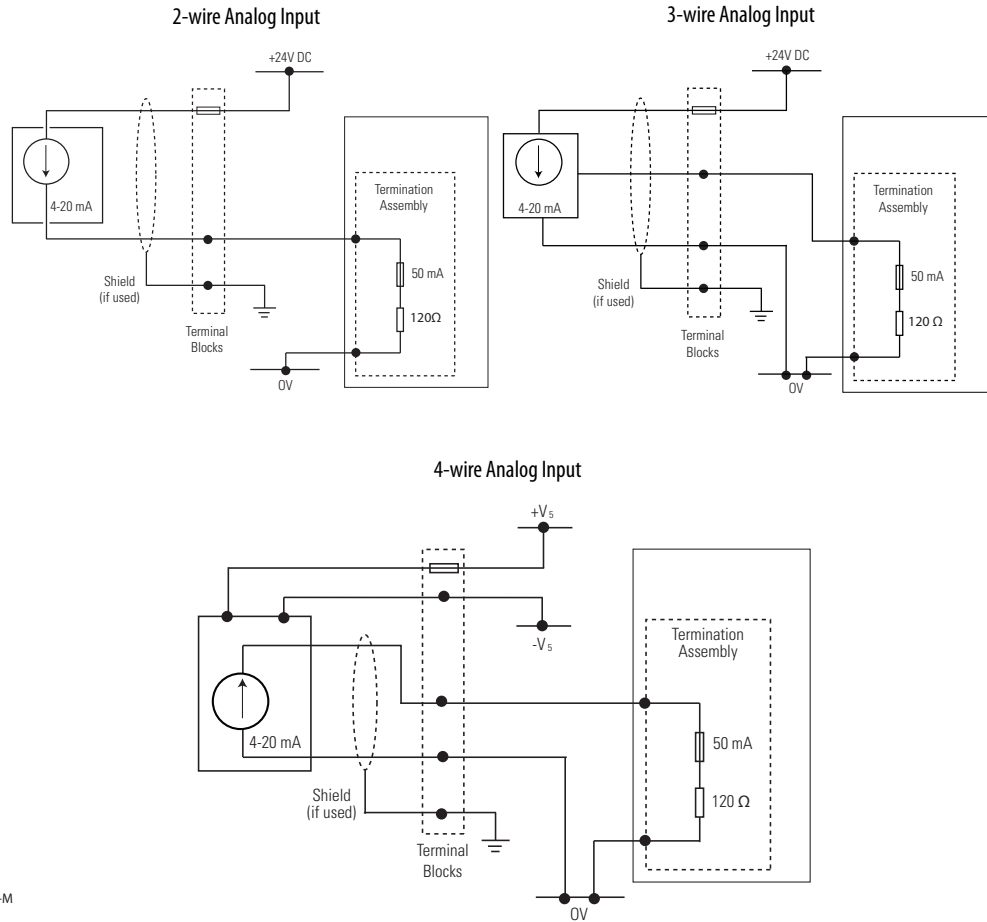 2-wire Analog Input
+24V DC
4-20 mA
Shield
(if used)
Terminal
Blocks
Termination
Assembly
50 mA
120Ω
0V
3-wire Analog Input
+24V DC
4-20 mA
Shield
(if used)
Terminal
Blocks
Termination
Assembly
50 mA
120 Ω
0V
4-wire Analog Input
+V5
-V5
4-20 mA
Shield
(if used)
Terminal
Blocks
Termination
Assembly
50 mA
120 Ω
0V
-M